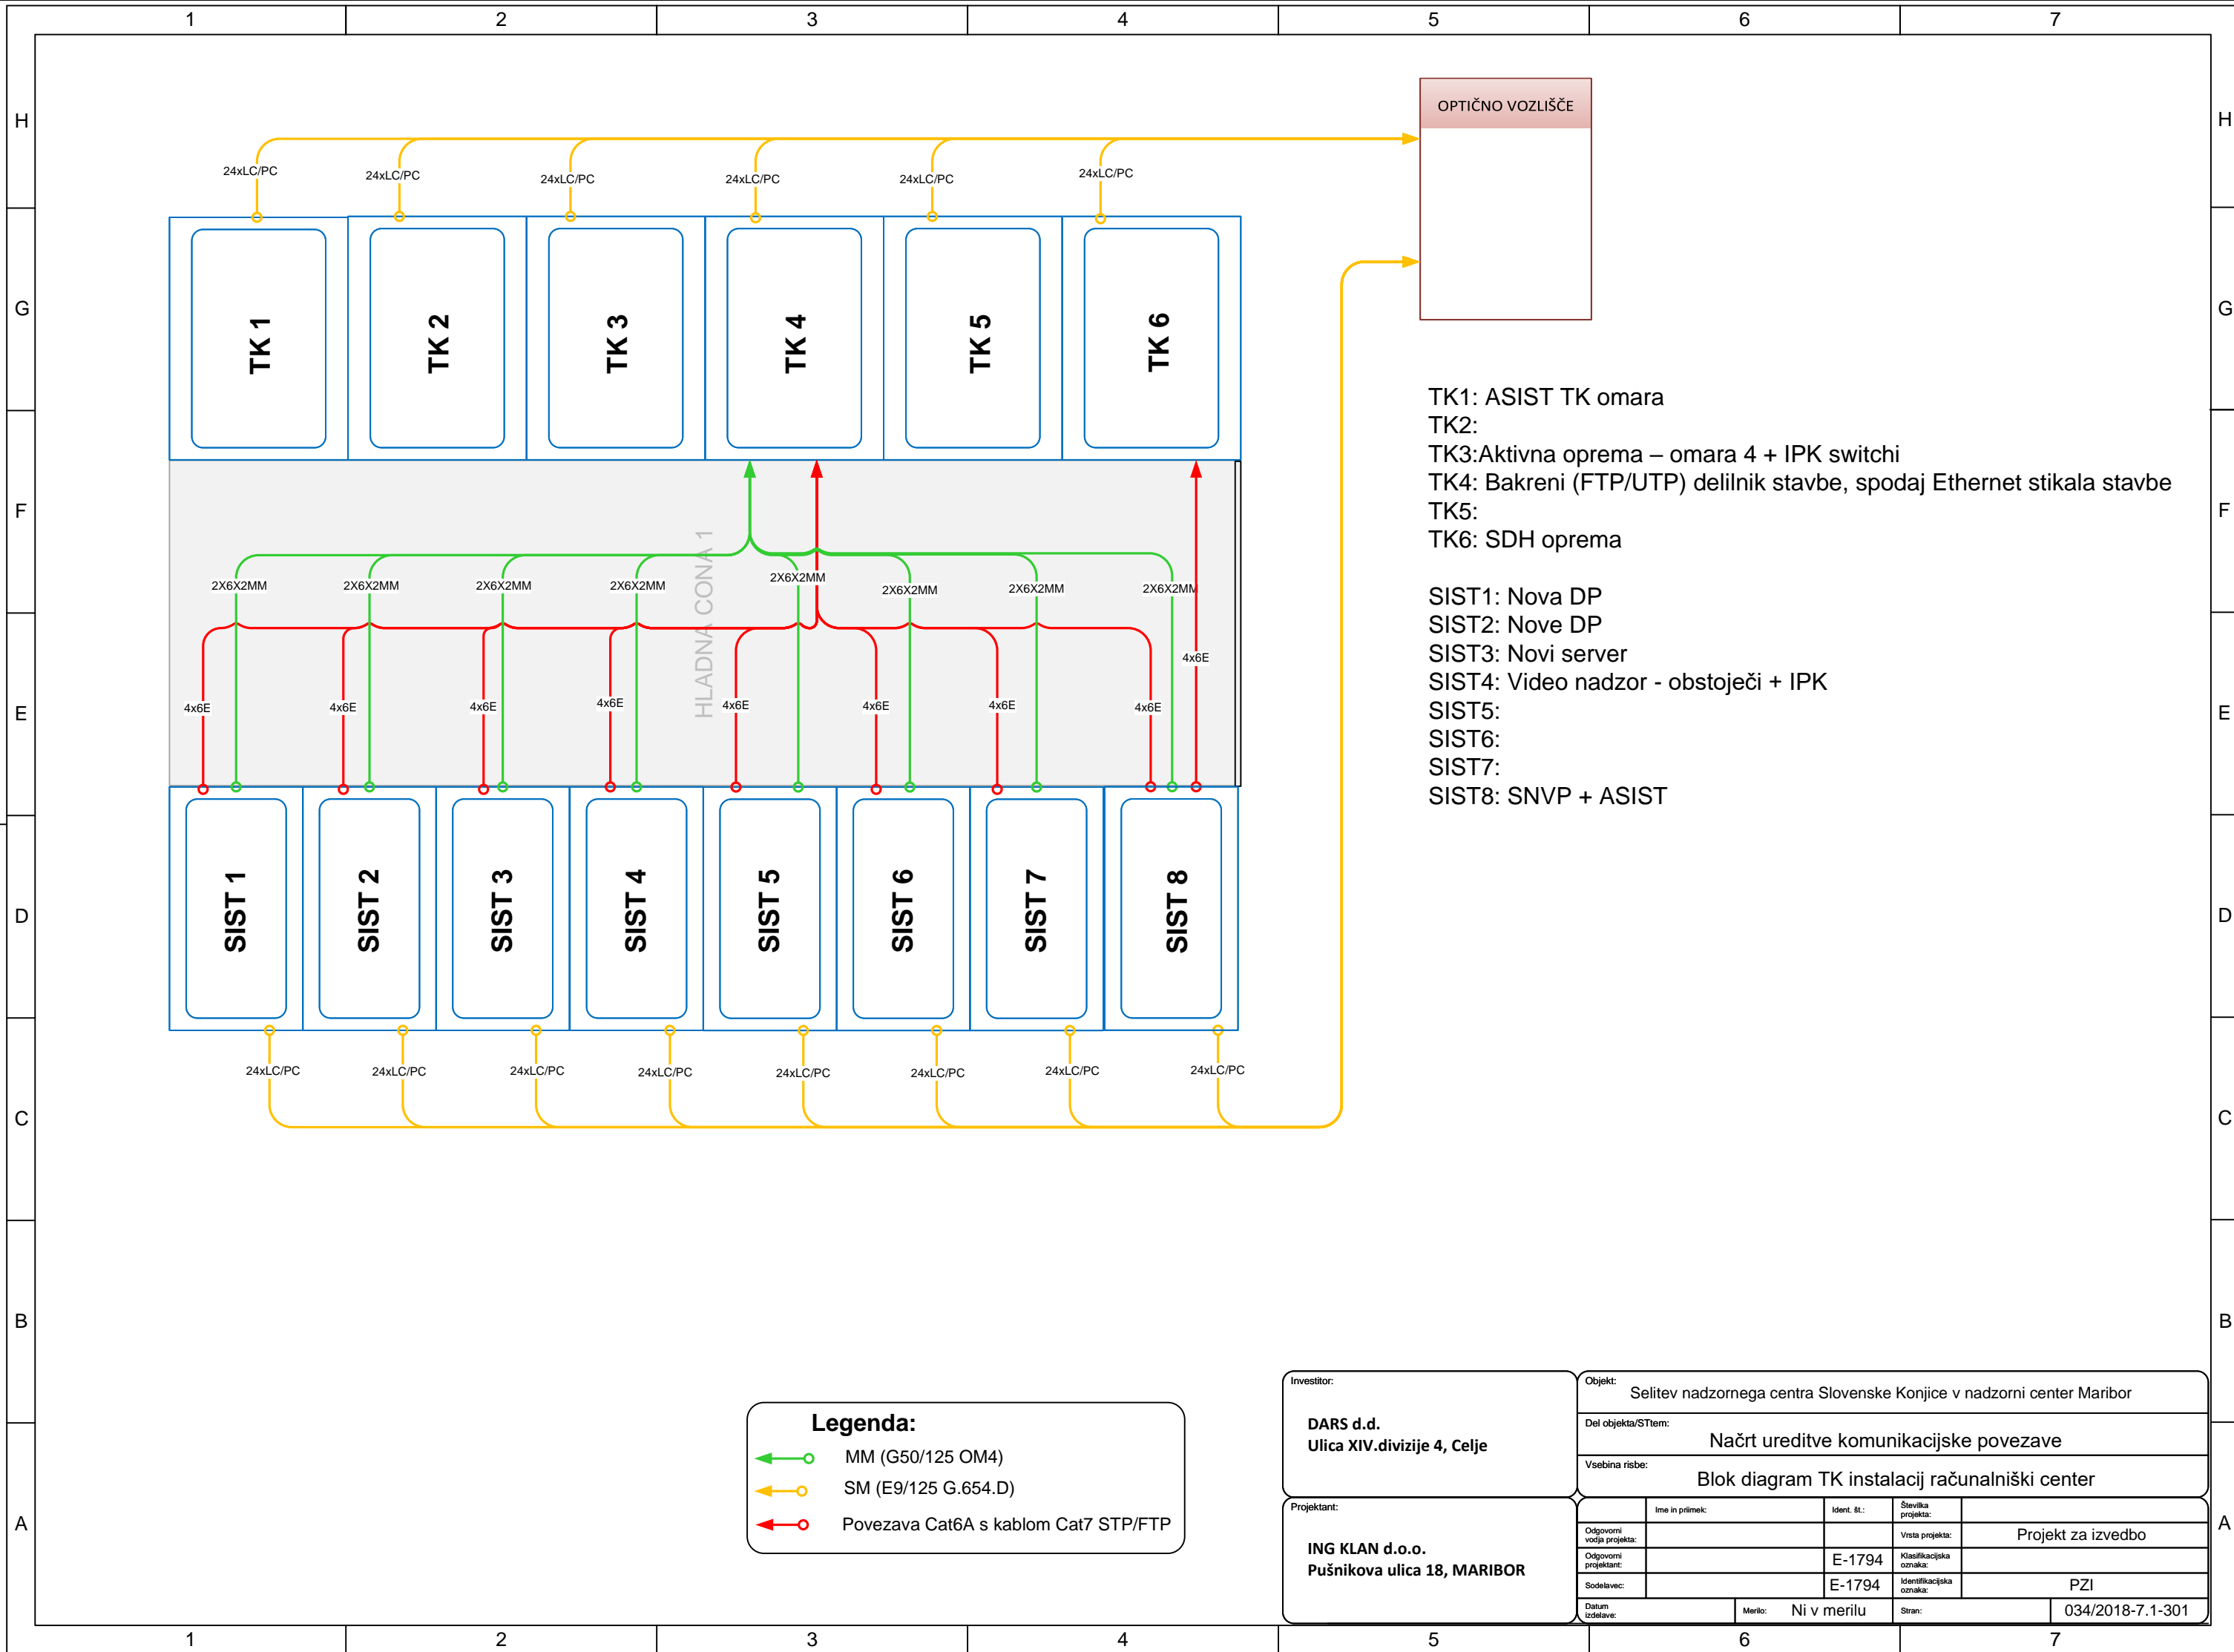 1 2 3 4 5 6 7
H H
G G
F F
E E
D D
C C
B B
A A
OPTIČNO VOZLIŠČE
24xLC/PC 24xLC/PC 24xLC/PC 24xLC/PC 24xLC/PC 24xLC/PC
TK 1 TK 2 TK 3 TK 4 TK 5 TK 6
HLADNA CONA 1
2X6X2MM 2X6X2MM 2X6X2MM 2X6X2MM 2X6X2MM 2X6X2MM 2X6X2MM 2X6X2MM
4x6E
4x6E 4x6E 4x6E 4x6E 4x6E 4x6E 4x6E 4x6E
SIST 1 SIST 2 SIST 3 SIST 4 SIST 5 SIST 6 SIST 7 SIST 8
24xLC/PC 24xLC/PC 24xLC/PC 24xLC/PC 24xLC/PC 24xLC/PC 24xLC/PC 24xLC/PC
TK1: ASIST TK omara
TK2:
TK3:Aktivna oprema – omara 4 + IPK switchi
TK4: Bakreni (FTP/UTP) delilnik stavbe, spodaj Ethernet stikala stavbe
TK5:
TK6: SDH oprema
SIST1: Nova DP
SIST2: Nove DP
SIST3: Novi server
SIST4: Video nadzor - obstoječi + IPK
SIST5:
SIST6:
SIST7:
SIST8: SNVP + ASIST
Legenda:
MM (G50/125 OM4)
SM (E9/125 G.654.D)
Povezava Cat6A s kablom Cat7 STP/FTP
Investitor:
DARS d.d.
Ulica XIV.divizije 4, Celje
Projektant:
ING KLAN d.o.o.
Pušnikova ulica 18, MARIBOR
Objekt:
Selitev nadzornega centra Slovenske Konjice v nadzorni center Maribor
Del objekta/STtem:
Načrt ureditve komunikacijske povezave
Vsebina risbe:
Blok diagram TK instalacij računalniški center
Ime in priimek: Ident. št.: Številka projekta:
Odgovorni vodja projekta: Vrsta projekta: Projekt za izvedbo
Odgovorni projektant: E-1794 Klasifikacijska oznaka:
Sodelavec: E-1794 Identifikacijska oznaka: PZI
Datum izdelave: Merilo: Ni v merilu Stran: 034/2018-7.1-301
1 2 3 4 5 6 7